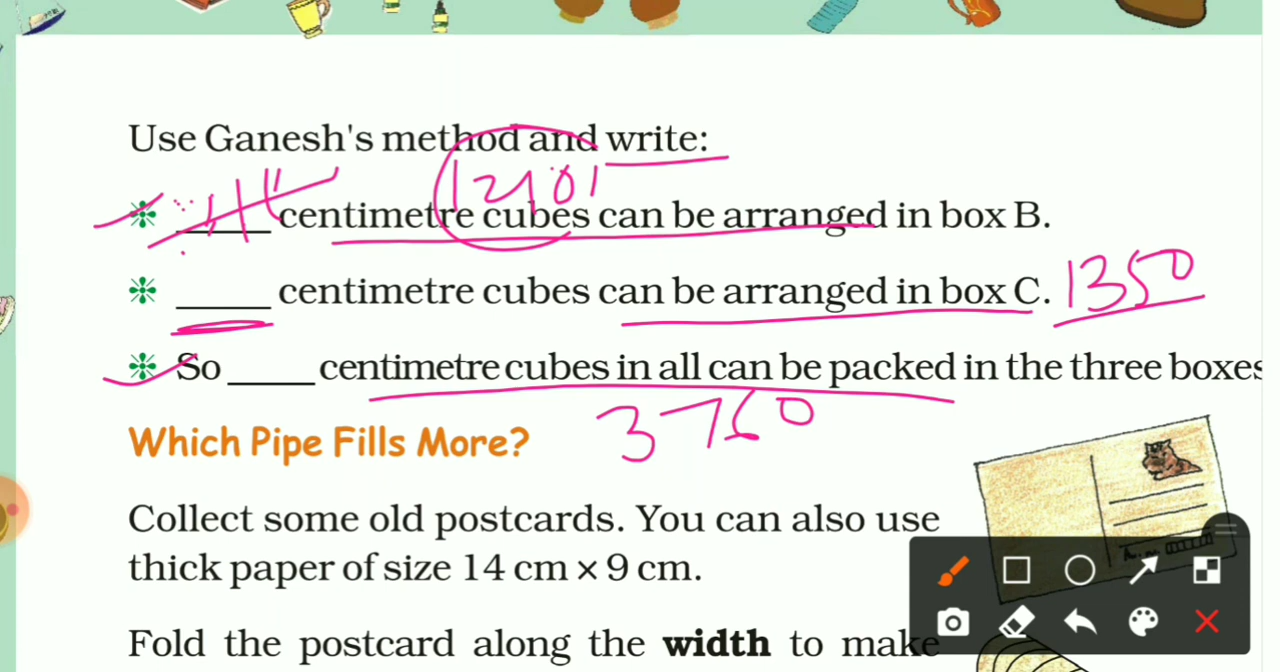 Use Ganesh's method and write:
_____ centimetre cubes can be arranged in box B.
_____ centimetre cubes can be arranged in box C. 1350
So _____ centimetre cubes in all can be packed in the three boxes
3760
Which Pipe Fills More?
Collect some old postcards. You can also use
thick paper of size 14 cm × 9 cm.
Fold the postcard along the width to make